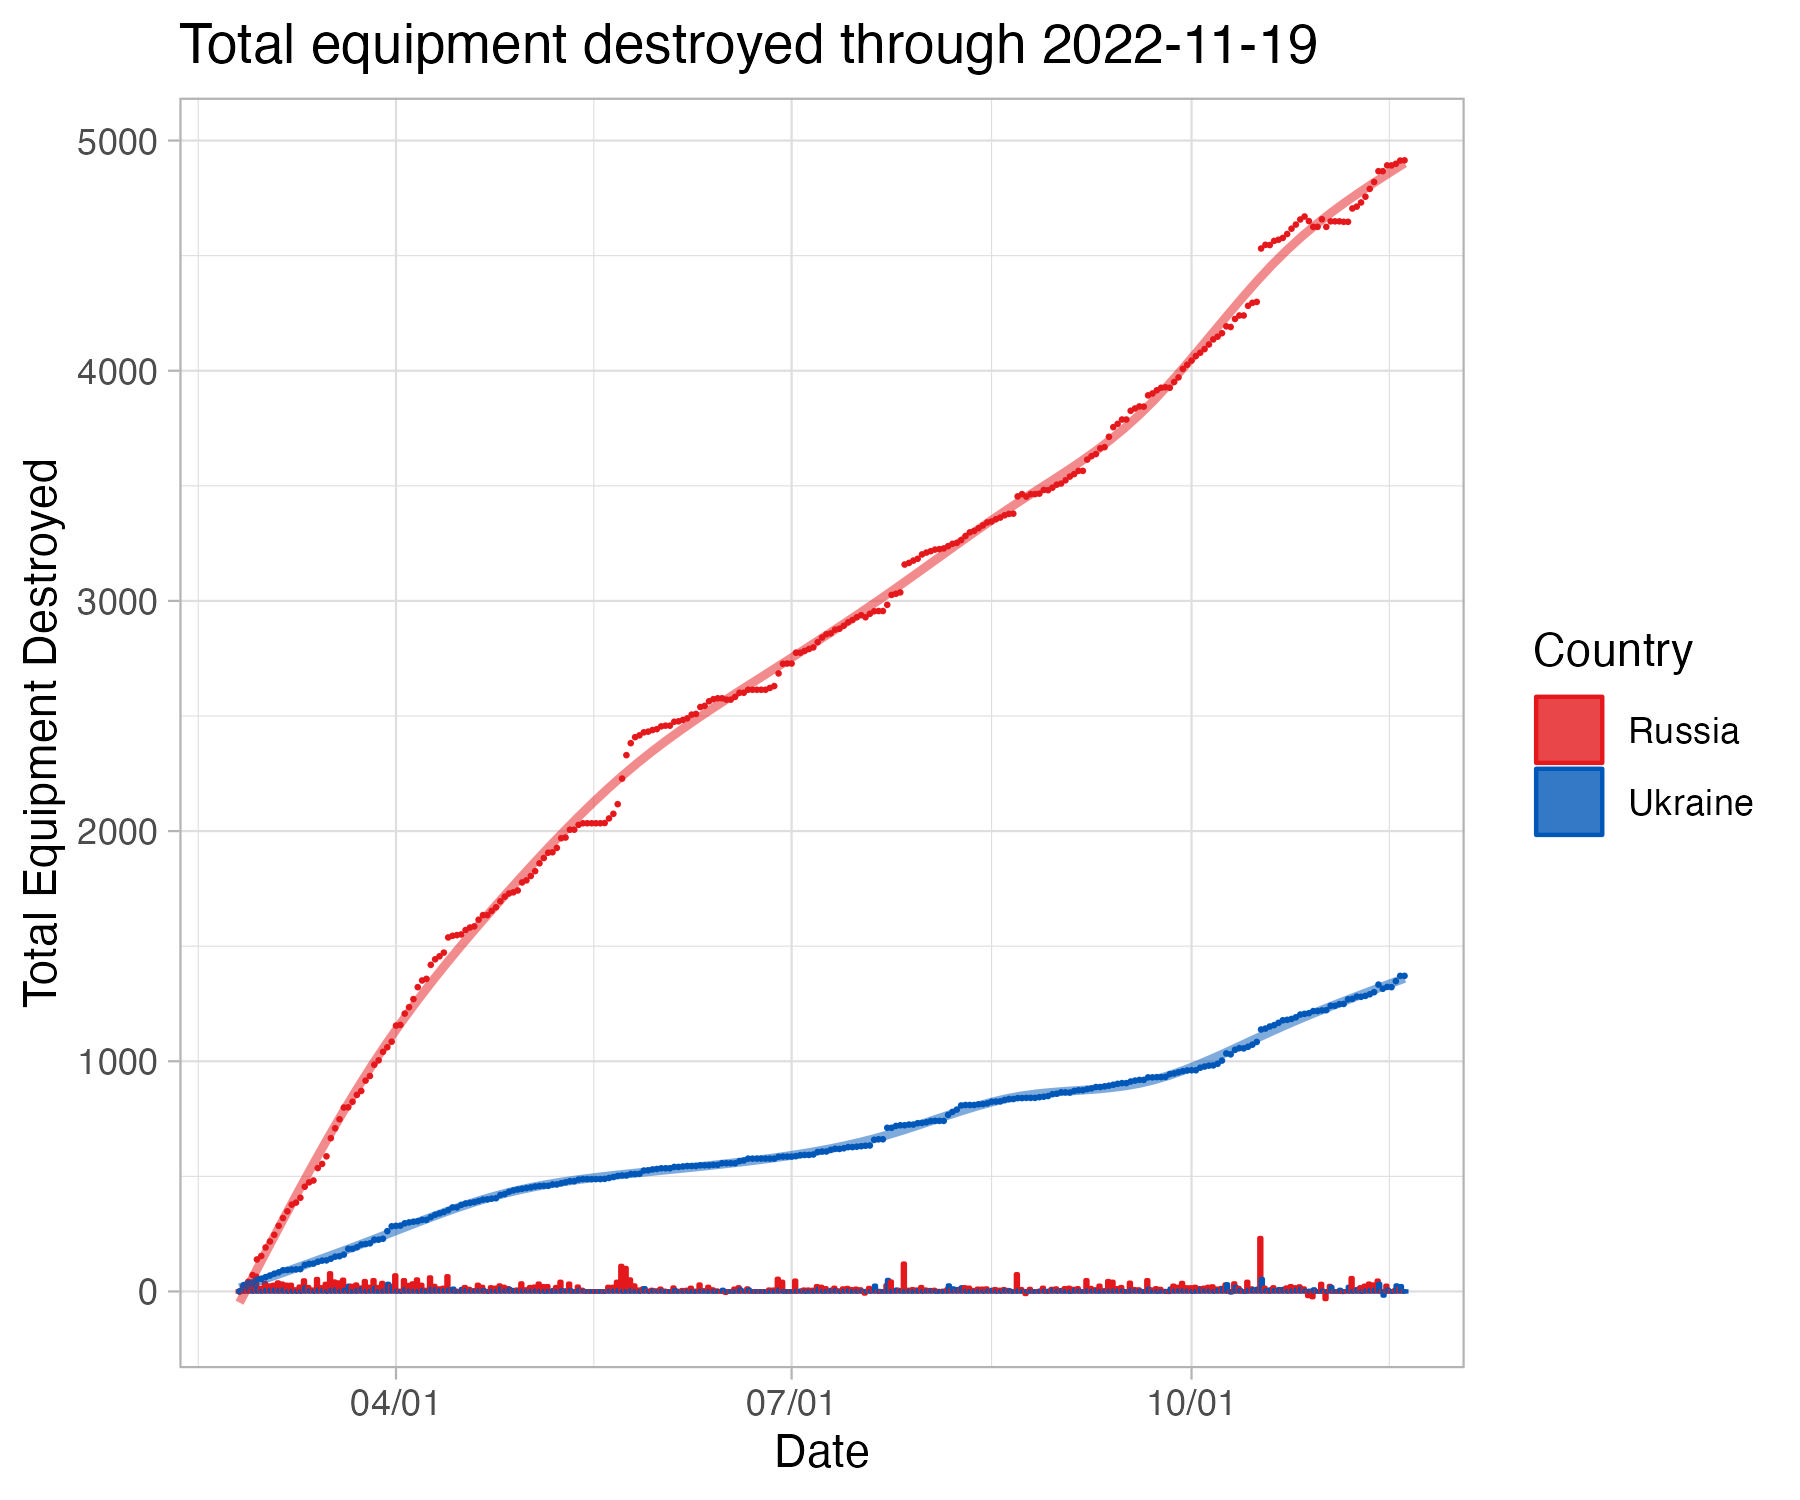 Total equipment destroyed through 2022-11-19
Total Equipment Destroyed
5000
4000
3000
2000
1000
0
04/01
07/01
10/01
Date
Country
Russia
Ukraine